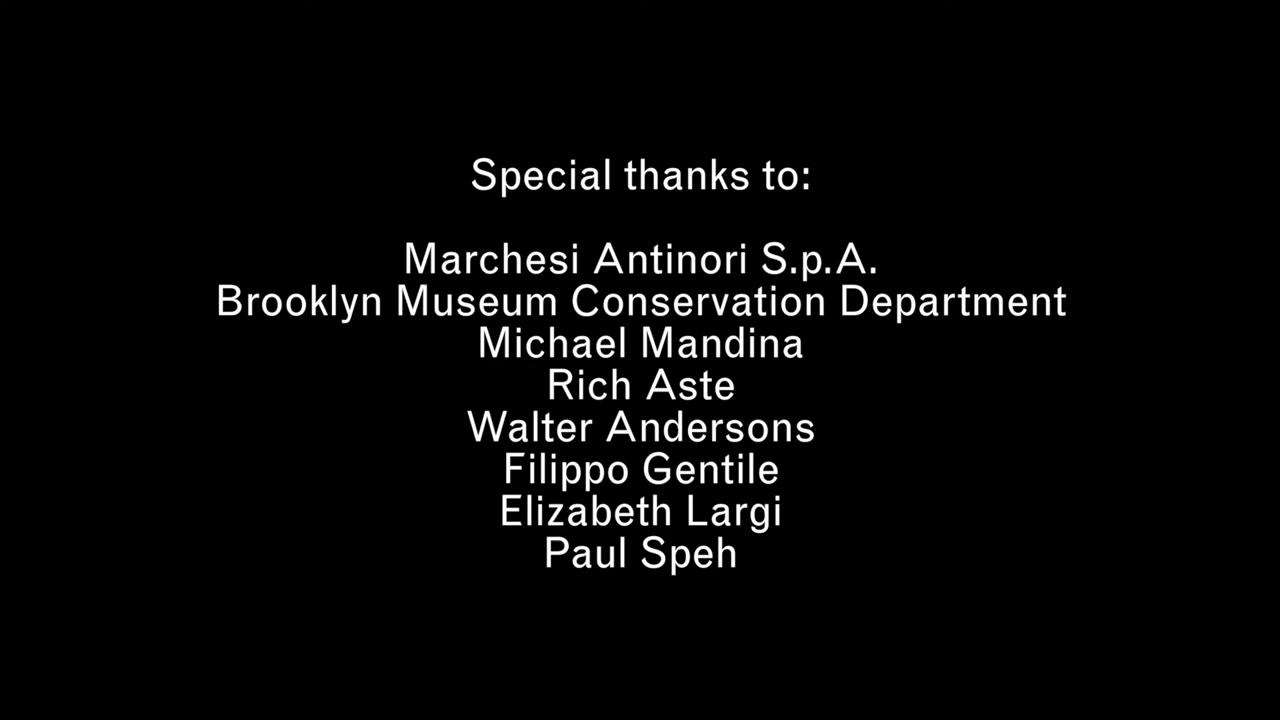 Special thanks to:
Marchesi Antinori S.p.A.
Brooklyn Museum Conservation Department
Michael Mandina
Rich Aste
Walter Andersons
Filippo Gentile
Elizabeth Largi
Paul Speh